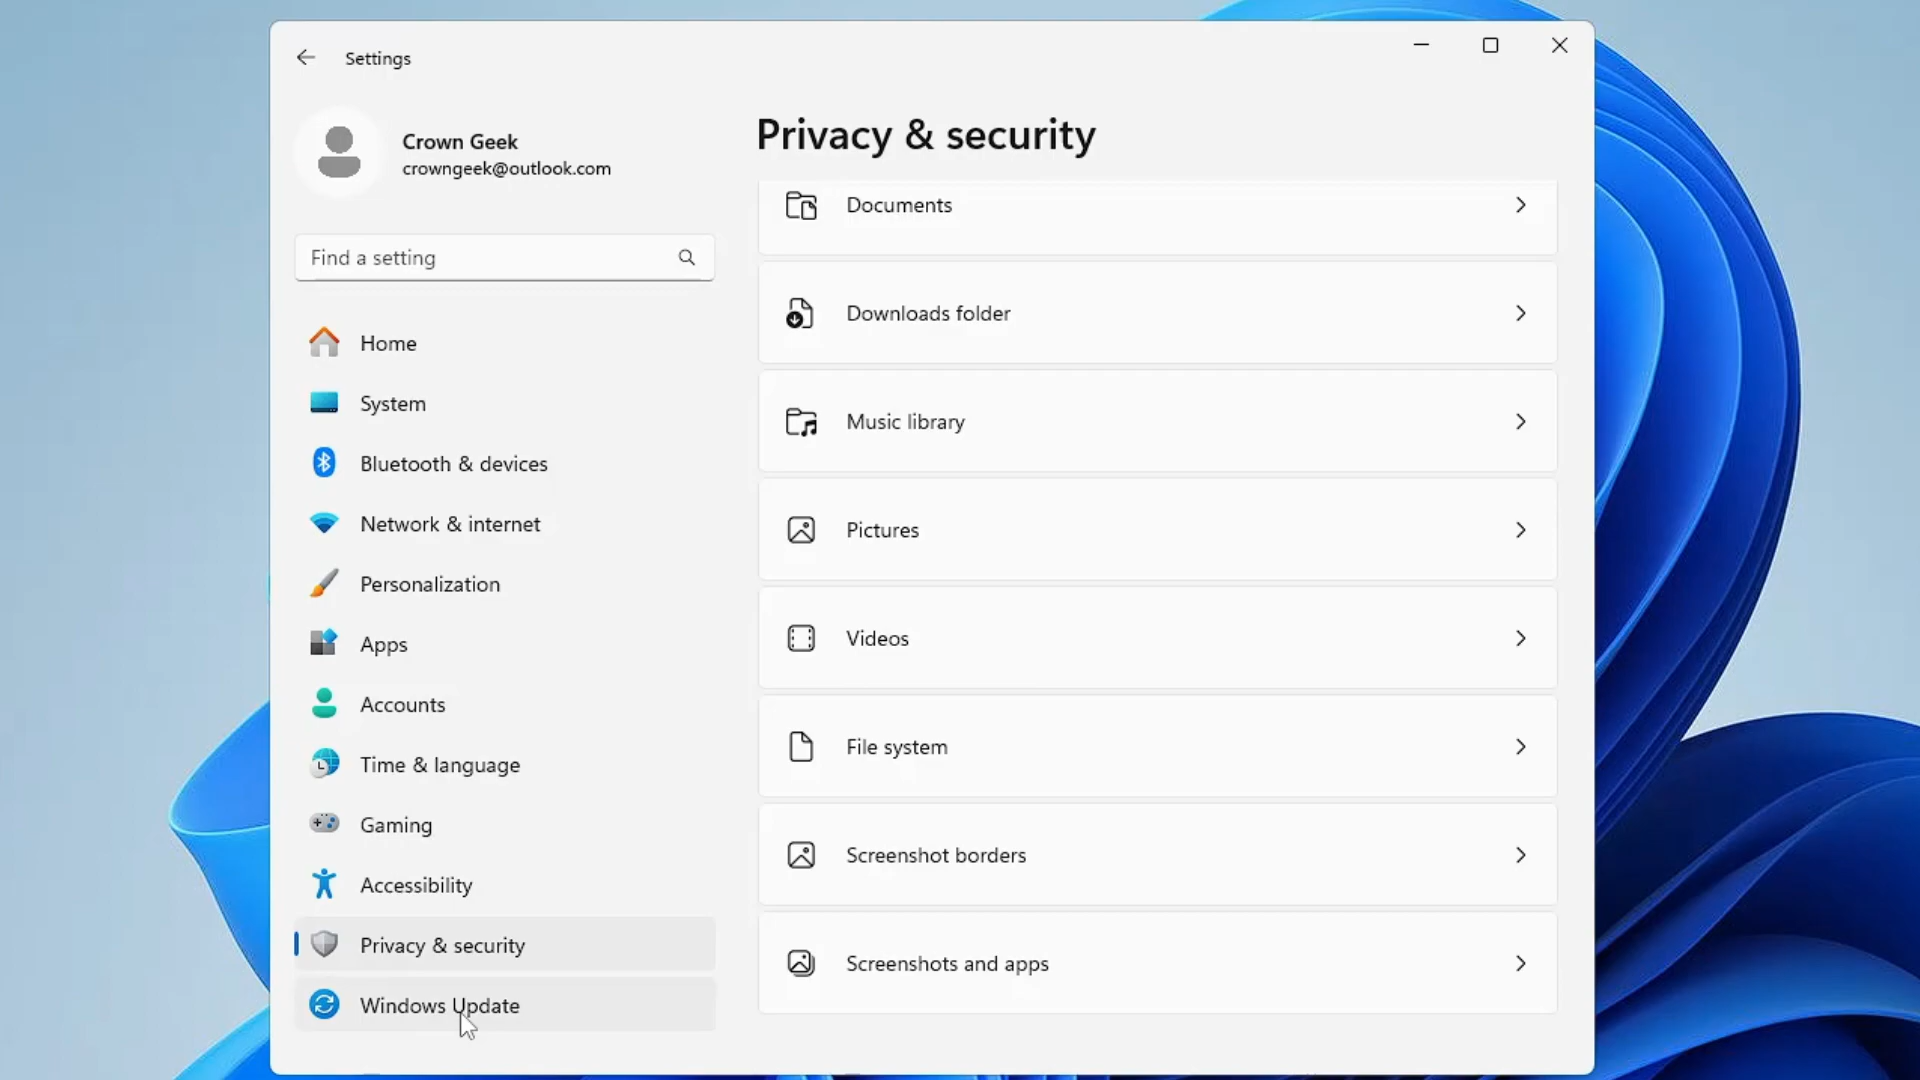 Settings
Crown Geek
crowngeek@outlook.com
Find a setting
Home
System
Bluetooth & devices
Network & internet
Personalization
Apps
Accounts
Time & language
Gaming
Accessibility
Privacy & security
Windows Update
Privacy & security
Documents
Downloads folder
Music library
Pictures
Videos
File system
Screenshot borders
Screenshots and apps